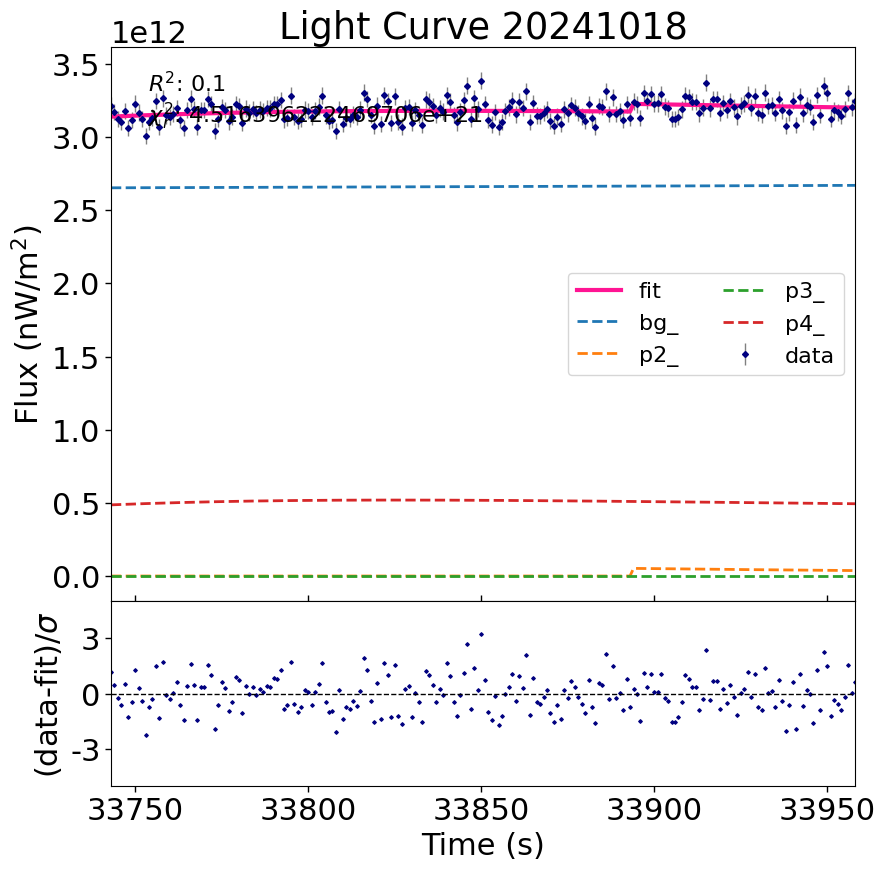 Light Curve 20241018
1e12
R²: 0.1
3.5
3.0
2.5
2.0
1.5
1.0
0.5
0.0
Flux (nW/m²)
fit
bg_
p2_
p3_
p4_
data
3
0
-3
(data-fit)/σ
33750 33800 33850 33900 33950
Time (s)